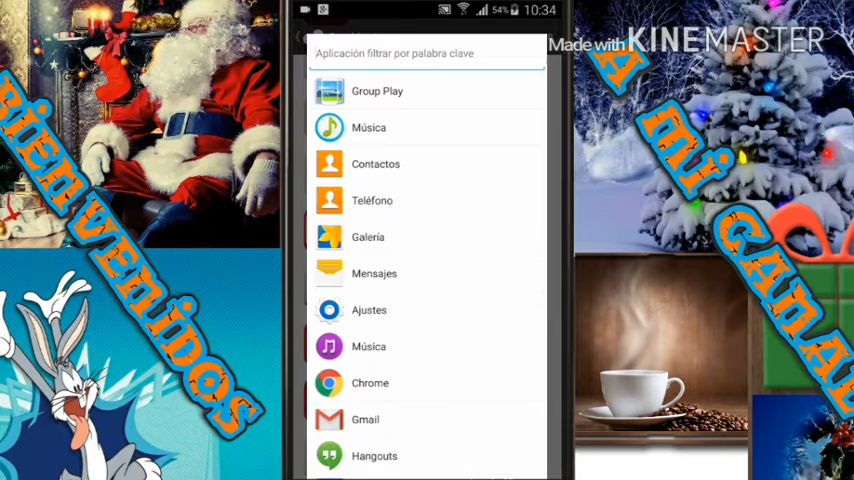 BIENVENIDOS
54% 10:34
Made with KINEMASTER
Aplicación filtrar por palabra clave
Group Play
Música
Contactos
Teléfono
Galería
Mensajes
Ajustes
Música
Chrome
Gmail
Hangouts
A MI CANAL